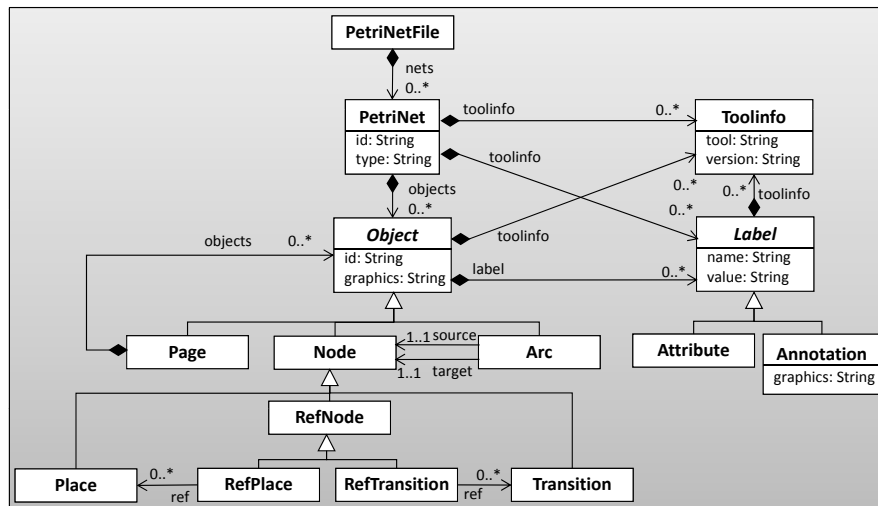 PetriNetFile
nets
0..*
PetriNet
id: String
type: String
toolinfo
0..*
Toolinfo
tool: String
version: String
toolinfo
objects
0..*
0..*
0..*
toolinfo
0..*
objects
0..*
Object
id: String
graphics: String
toolinfo
label
0..*
Label
name: String
value: String
Page
Node
1..1
source
1..1
target
Arc
Attribute
Annotation
graphics: String
RefNode
Place
0..*
ref
RefPlace
RefTransition
0..*
ref
Transition